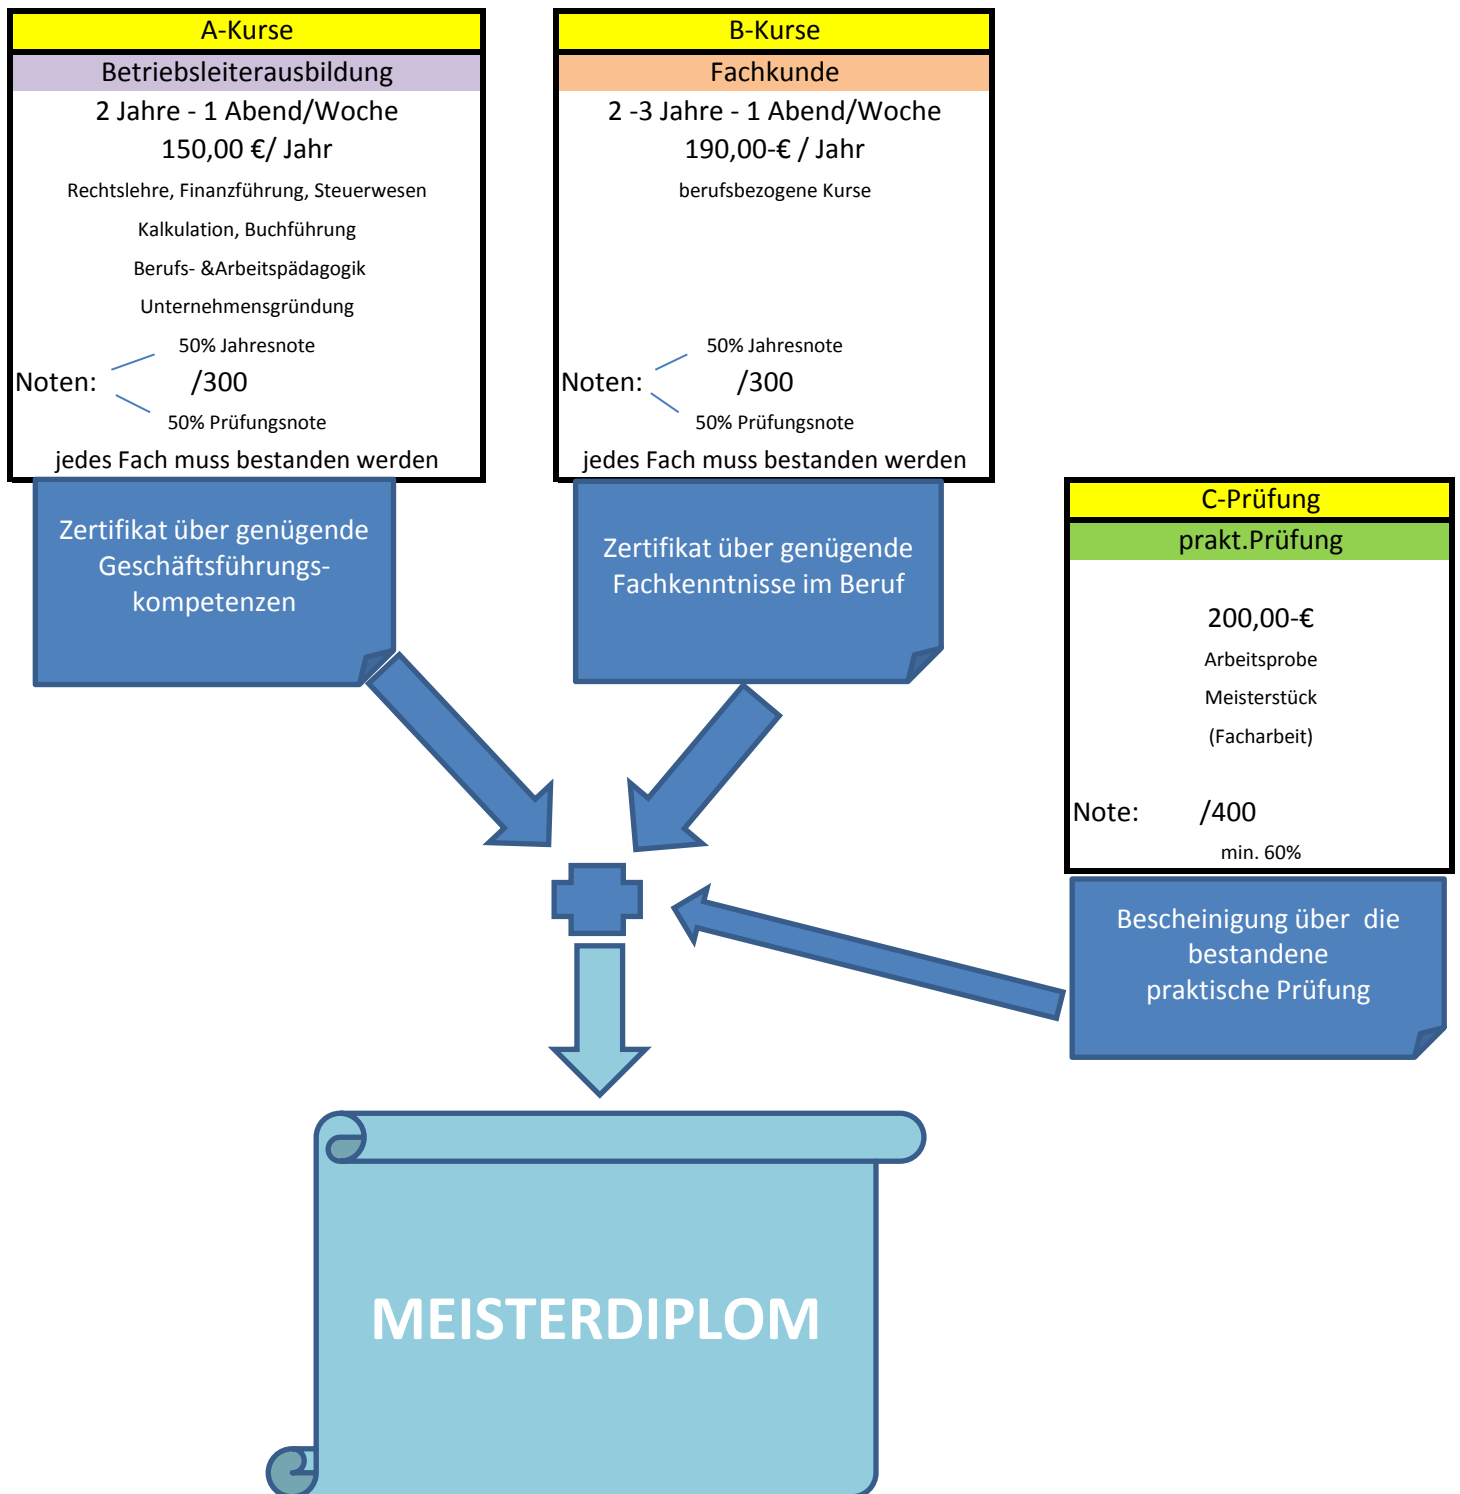 A-Kurse
Betriebsleiterausbildung
2 Jahre - 1 Abend/Woche
150,00 €/ Jahr
Rechtslehre, Finanzführung, Steuerwesen
Kalkulation, Buchführung
Berufs- &Arbeitspädagogik
Unternehmensgründung
50% Jahresnote
Noten: /300
50% Prüfungsnote
jedes Fach muss bestanden werden
Zertifikat über genügende
Geschäftsführungs-
kompetenzen
B-Kurse
Fachkunde
2 -3 Jahre - 1 Abend/Woche
190,00-€ / Jahr
berufsbezogene Kurse
50% Jahresnote
Noten: /300
50% Prüfungsnote
jedes Fach muss bestanden werden
Zertifikat über genügende
Fachkenntnisse im Beruf
C-Prüfung
prakt.Prüfung
200,00-€
Arbeitsprobe
Meisterstück
(Facharbeit)
Note: /400
min. 60%
Bescheinigung über die
bestandene
praktische Prüfung
MEISTERDIPLOM